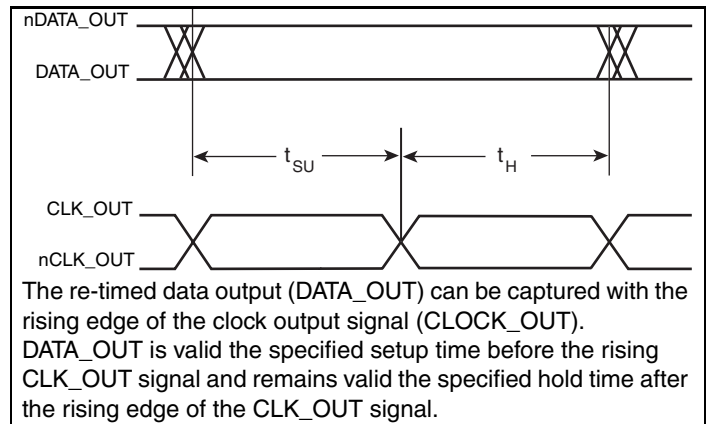 nDATA_OUT
DATA_OUT
tSU
tH
CLK_OUT
nCLK_OUT
The re-timed data output (DATA_OUT) can be captured with the
rising edge of the clock output signal (CLOCK_OUT).
DATA_OUT is valid the specified setup time before the rising
CLK_OUT signal and remains valid the specified hold time after
the rising edge of the CLK_OUT signal.